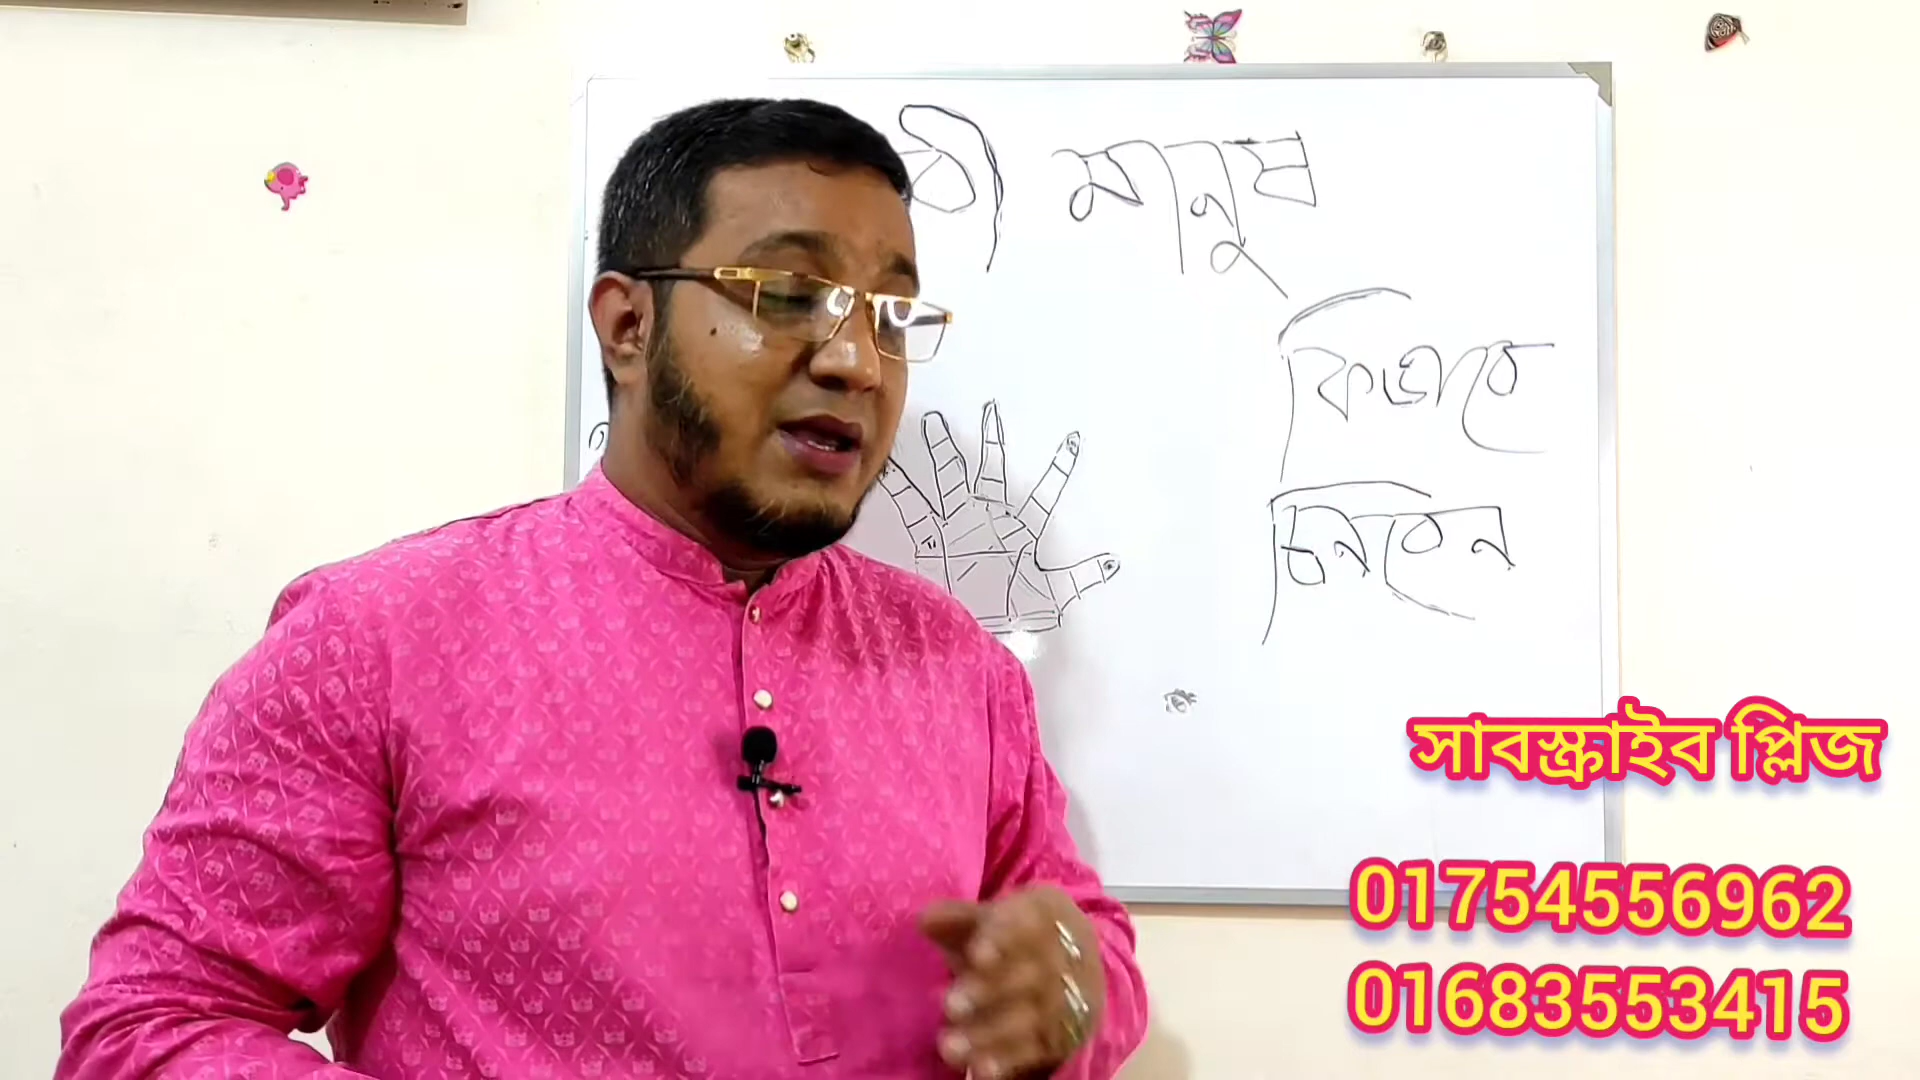 মানুষ
কিভাবে
চিনবেন
সাবস্ক্রাইব প্লিজ
01754556962
01683553415